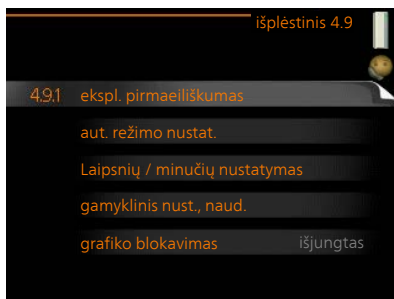 išplėstinis 4.9
4.9.1 ekspl. pirmaeiliškumas
aut. režimo nustat.
Laipsnių / minučių nustatymas
gamyklinis nust., naud.
grafiko blokavimas išjungtas